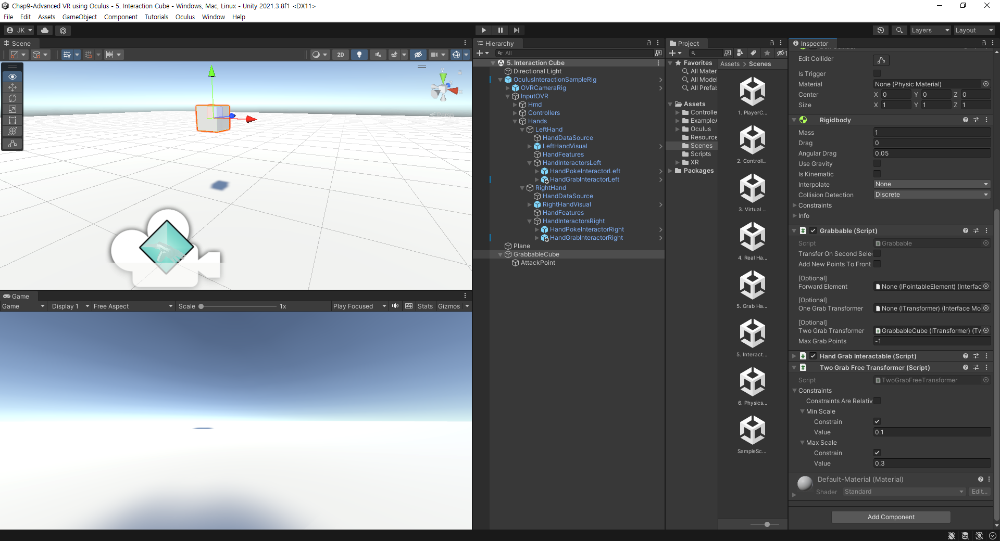 Chap9-Advanced VR using Oculus - 5. Interaction Cube - Windows, Mac, Linux - Unity 2021.3.8f1 <DX11>
File Edit Assets GameObject Component Tutorials Oculus Window Help
JK
Layers
Layout
Scene
2D
y
Persp
Game
Game
Display 1
Free Aspect
Scale
1x
Play Focused
Stats
Gizmos
Hierarchy
All
5. Interaction Cube
Directional Light
OculusInteractionSampleRig
OVRCameraRig
InputOVR
Hmd
Controllers
Hands
LeftHand
HandDataSource
LeftHandVisual
HandFeatures
HandInteractorsLeft
HandPokeInteractorLeft
HandGrabInteractorLeft
RightHand
HandDataSource
RightHandVisual
HandFeatures
HandInteractorsRight
HandPokeInteractorRight
HandGrabInteractorRight
Plane
GrabbableCube
AttackPoint
Project
Favorites
All Mater
All Model
All Prefab
Assets
Controlle
ExampleA
Oculus
Resource
Scenes
Scripts
XR
Packages
Assets
Scenes
1. PlayerC...
2. Controll...
3. Virtual ...
4. Real Ha...
5. Grab Ha...
5. Interact...
6. Physics...
SampleSc...
Inspector
Edit Collider
Is Trigger
Material None (Physic Material)
Center X 0 Y 0 Z 0
Size X 1 Y 1 Z 1
Rigidbody
Mass 1
Drag 0
Angular Drag 0.05
Use Gravity
Is Kinematic
Interpolate None
Collision Detection Discrete
Constraints
Info
# Grabbable (Script)
Script Grabbable
Transfer On Second Sele
Add New Points To Front
[Optional]
Forward Element None (IPointableElement) (Interfac
[Optional]
One Grab Transformer None (ITransformer) (Interface Mo
[Optional]
Two Grab Transformer GrabbableCube (ITransformer) (Tw
Max Grab Points -1
# Hand Grab Interactable (Script)
# Two Grab Free Transformer (Script)
Script TwoGrabFreeTransformer
Constraints
Constraints Are Relativ
Min Scale
Constrain
Value 0.1
Max Scale
Constrain
Value 0.3
Default-Material (Material)
Shader Standard Edit...
Add Component